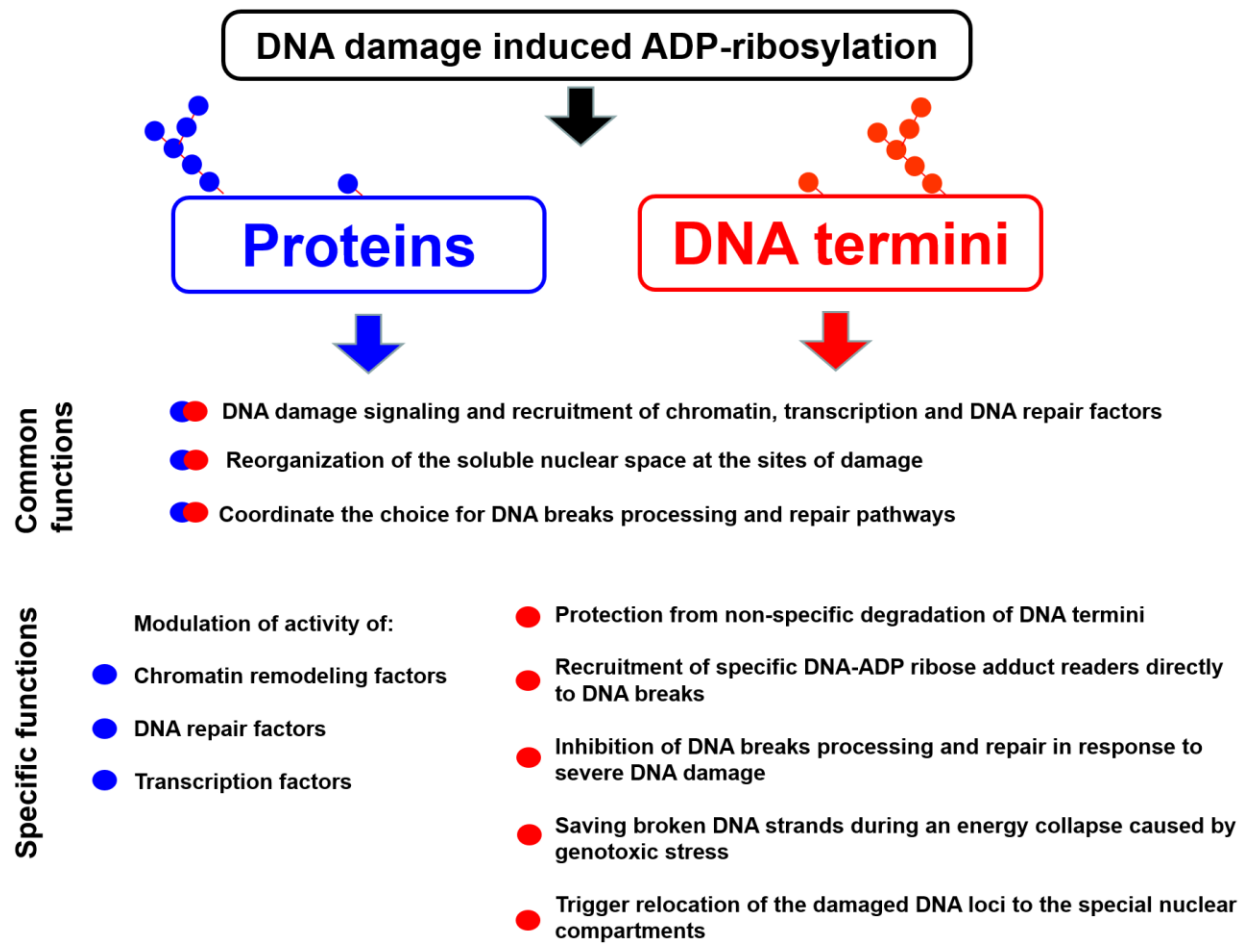 DNA damage induced ADP-ribosylation
Proteins
DNA termini
Common
functions
DNA damage signaling and recruitment of chromatin, transcription and DNA repair factors
Reorganization of the soluble nuclear space at the sites of damage
Coordinate the choice for DNA breaks processing and repair pathways
Specific functions
Modulation of activity of:
Chromatin remodeling factors
DNA repair factors
Transcription factors
Protection from non-specific degradation of DNA termini
Recruitment of specific DNA-ADP ribose adduct readers directly
to DNA breaks
Inhibition of DNA breaks processing and repair in response to
severe DNA damage
Saving broken DNA strands during an energy collapse caused by
genotoxic stress
Trigger relocation of the damaged DNA loci to the special nuclear
compartments